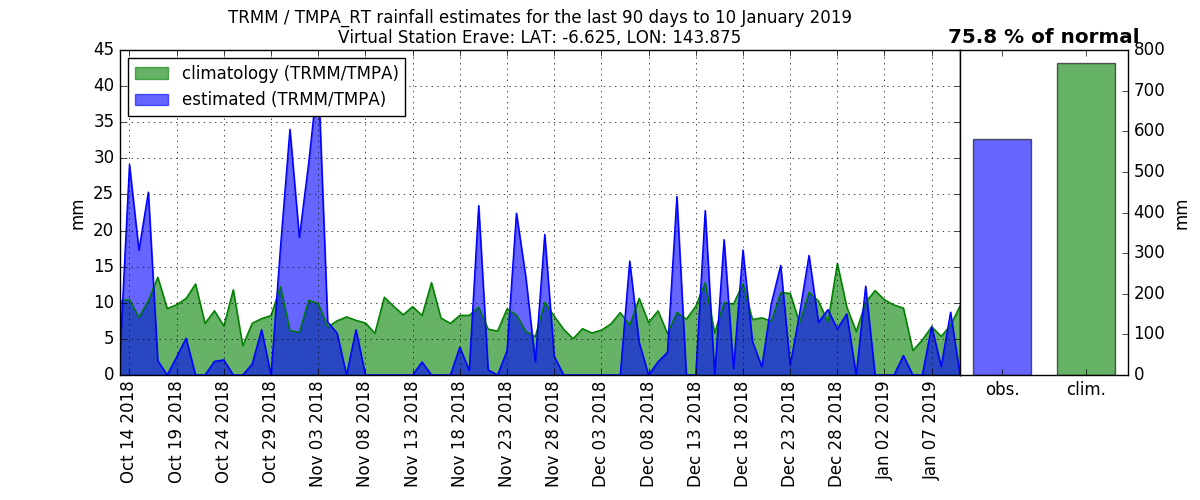 TRMM / TMPA_RT rainfall estimates for the last 90 days to 10 January 2019
Virtual Station Erave: LAT: -6.625, LON: 143.875
75.8 % of normal
climatology (TRMM/TMPA)
estimated (TRMM/TMPA)
mm
45
40
35
30
25
20
15
10
5
0
Oct 14 2018
Oct 19 2018
Oct 24 2018
Oct 29 2018
Nov 03 2018
Nov 08 2018
Nov 13 2018
Nov 18 2018
Nov 23 2018
Nov 28 2018
Dec 03 2018
Dec 08 2018
Dec 13 2018
Dec 18 2018
Dec 23 2018
Dec 28 2018
Jan 02 2019
Jan 07 2019
obs.
clim.
800
700
600
500
400
300
200
100
0
mm